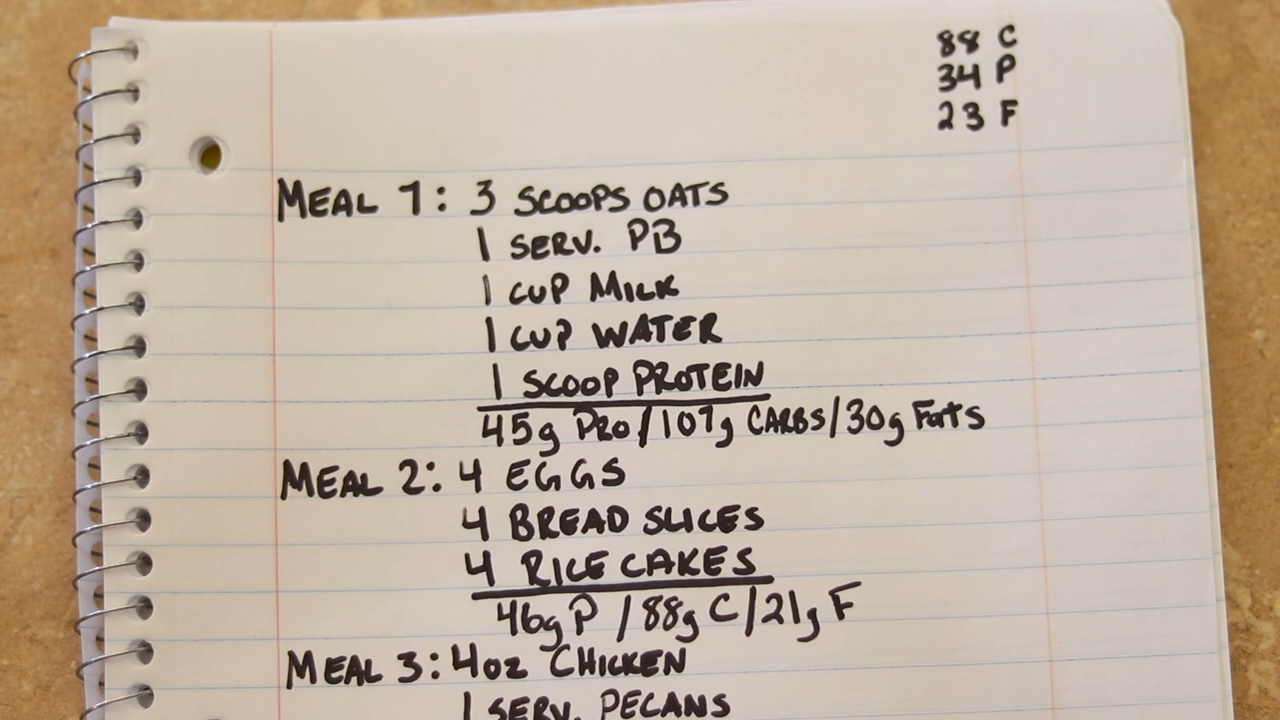 88 C
34 P
23 F
MEAL 1: 3 SCOOPS OATS
1 SERV. PB
1 CUP MILK
1 CUP WATER
1 SCOOP PROTEIN
45g PRO/107g CARBS/30g Fats
MEAL 2: 4 EGGS
4 BREAD SLICES
4 RICE CAKES
46g P/88g C/21g F
MEAL 3: 4oz CHICKEN
1 SERV. PECANS